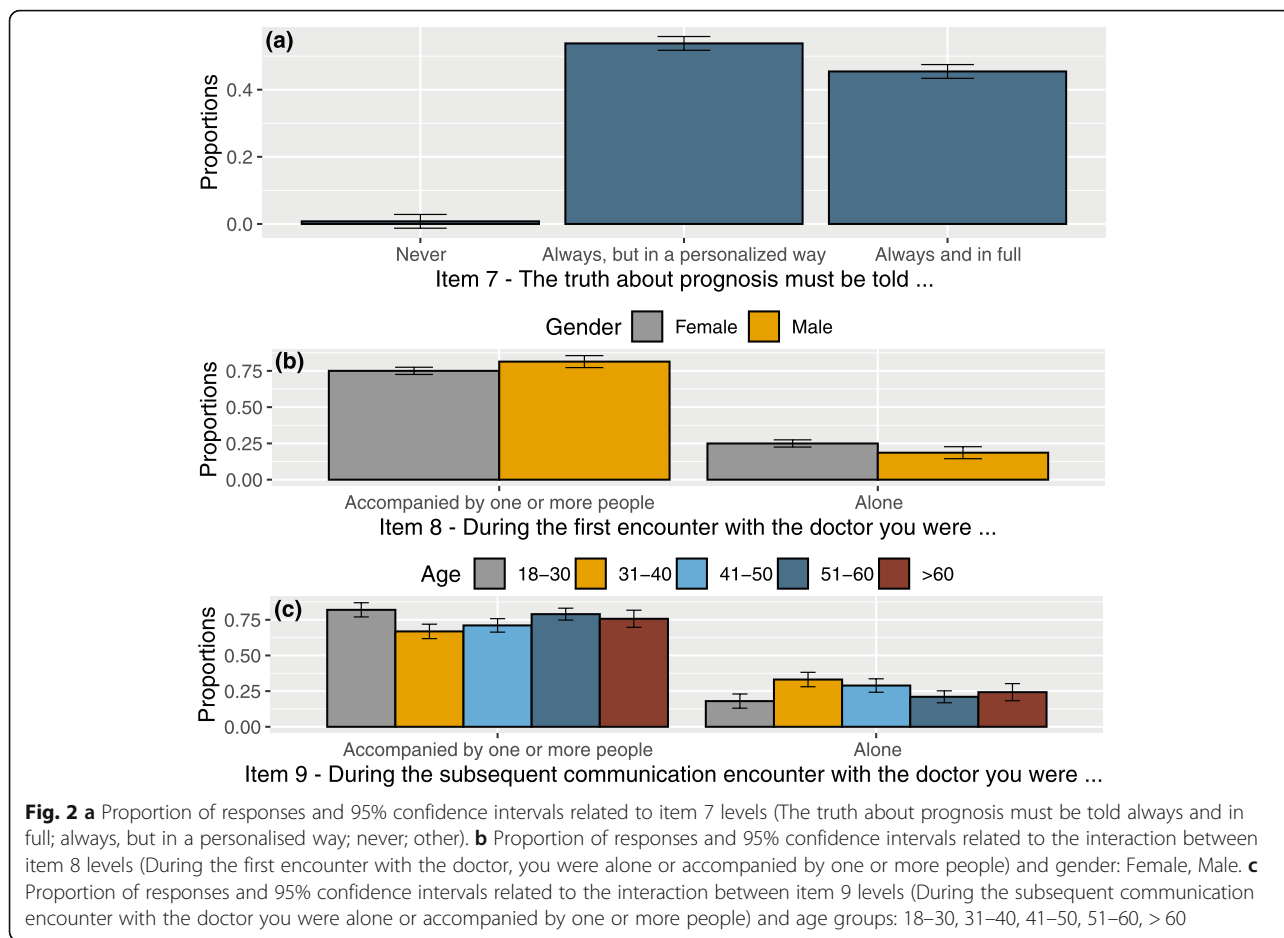 (a)
Proportions
0.4
0.2
0.0
Never
Always, but in a personalized way
Always and in full
Item 7 - The truth about prognosis must be told ...
Gender Female Male
(b)
Proportions
0.75
0.50
0.25
0.00
Accompanied by one or more people
Alone
Item 8 - During the first encounter with the doctor you were ...
Age 18–30 31–40 41–50 51–60 >60
(c)
Proportions
0.75
0.50
0.25
0.00
Accompanied by one or more people
Alone
Item 9 - During the subsequent communication encounter with the doctor you were ...
Fig. 2 a Proportion of responses and 95% confidence intervals related to item 7 levels (The truth about prognosis must be told always and in
full; always, but in a personalised way; never; other). b Proportion of responses and 95% confidence intervals related to the interaction between
item 8 levels (During the first encounter with the doctor, you were alone or accompanied by one or more people) and gender: Female, Male. c
Proportion of responses and 95% confidence intervals related to the interaction between item 9 levels (During the subsequent communication
encounter with the doctor you were alone or accompanied by one or more people) and age groups: 18–30, 31–40, 41–50, 51–60, > 60